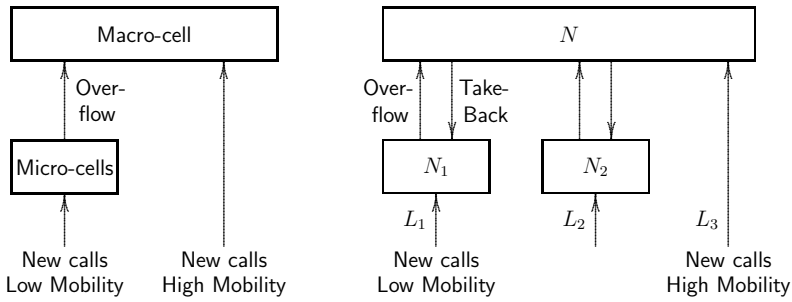 Macro-cell
Over-
flow
Micro-cells
New calls
Low Mobility
New calls
High Mobility
N
Over-
flow
Take-
Back
N₁
N₂
L₁
L₂
L₃
New calls
Low Mobility
New calls
High Mobility